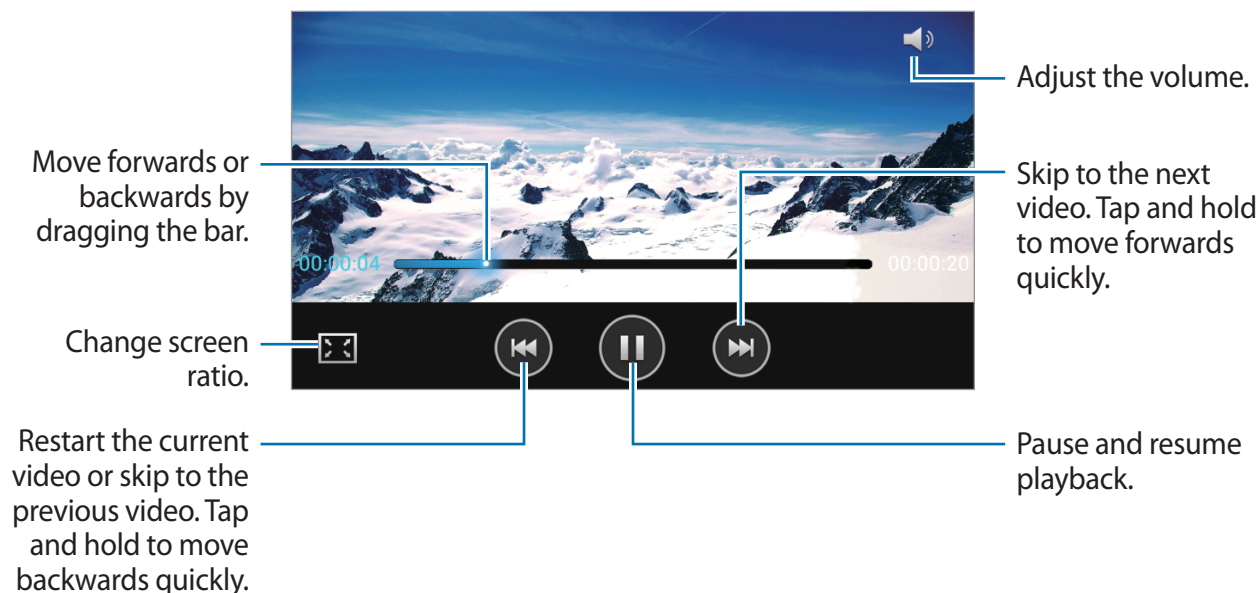 Adjust the volume.
Move forwards or
backwards by
dragging the bar.
Skip to the next
video. Tap and hold
to move forwards
quickly.
00:00:04
00:00:20
Change screen
ratio.
Restart the current
video or skip to the
previous video. Tap
and hold to move
backwards quickly.
Pause and resume
playback.